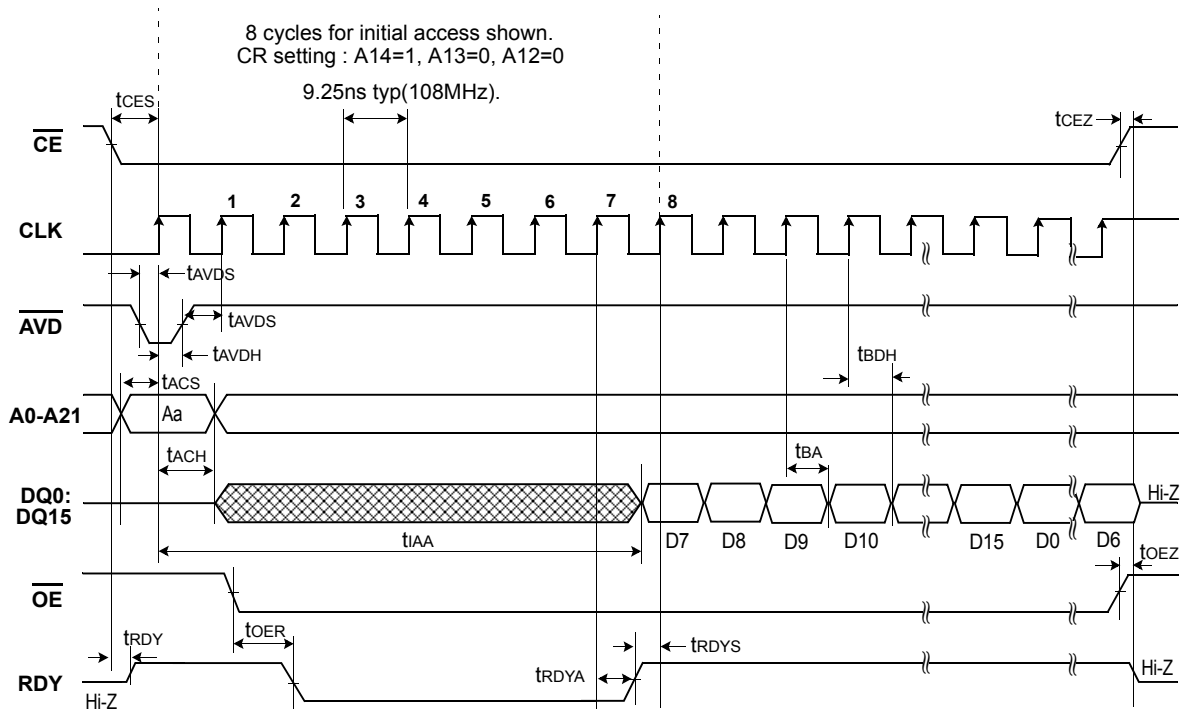 8 cycles for initial access shown.
CR setting : A14=1, A13=0, A12=0
9.25ns typ(108MHz).
tCES
tCEZ
CE
1 2 3 4 5 6 7 8
CLK
tAVDS
AVD
tAVDS
tAVDH
tBDH
tACS
A0-A21
Aa
tACH
tBA
DQ0:
DQ15
Hi-Z
tIAA
D7 D8 D9 D10 D15 D0 D6
tOEZ
OE
tOER
tRDY
tRDYS
tRDYA
RDY
Hi-Z
Hi-Z